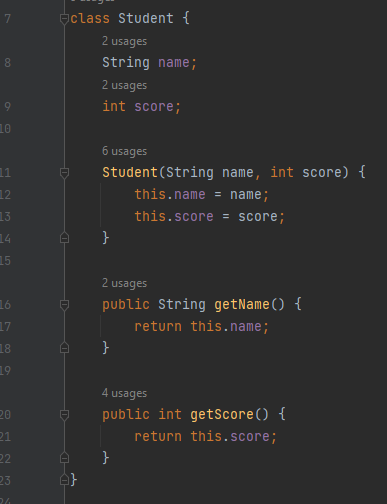 usages
7 class Student {
2 usages
8 String name;
2 usages
9 int score;
10
6 usages
11 Student(String name, int score) {
12 this.name = name;
13 this.score = score;
14 }
15
2 usages
16 public String getName() {
17 return this.name;
18 }
19
4 usages
20 public int getScore() {
21 return this.score;
22 }
23 }
24